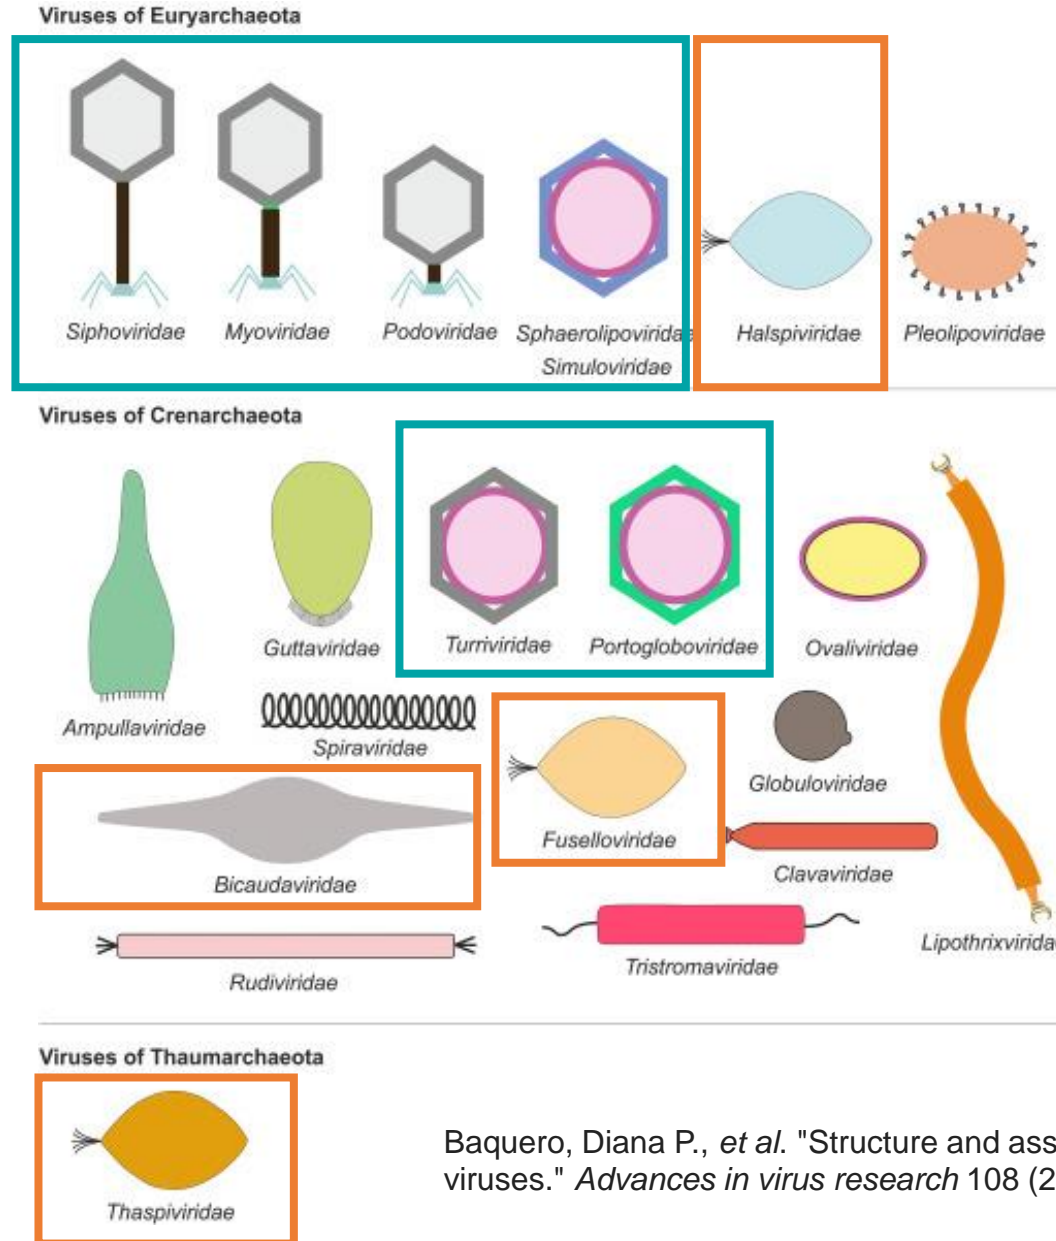 Viruses of Euryarchaeota
Siphoviridae Myoviridae Podoviridae Sphaerolipoviridae Halspiviridae Pleolipoviridae
Simuloviridae
Viruses of Crenarchaeota
Guttaviridae Turriviridae Portogloboviridae Ovaliviridae
Ampullaviridae
Spiraviridae
Globuloviridae
Fuselloviridae
Clavaviridae
Bicaudaviridae
Lipothrixvirida
Tristromaviridae
Rudiviridae
Viruses of Thaumarchaeota
Thaspiviridae
Baquero, Diana P., et al. "Structure and ass
viruses." Advances in virus research 108 (2